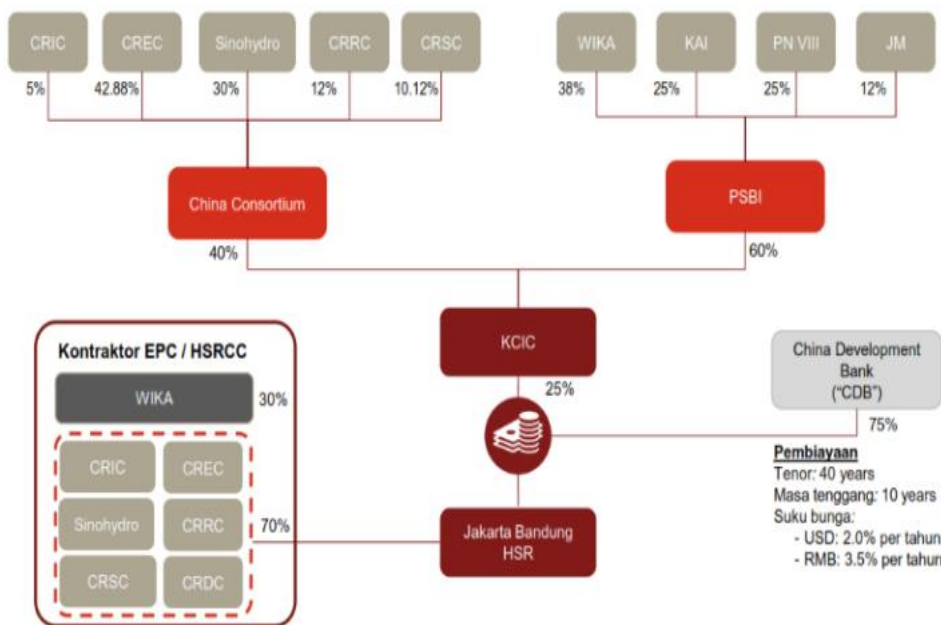 CRIC
CREC
Sinohydro
CRRC
CRSC
WIKA
KAI
PN VIII
JM
5%
42.88%
30%
12%
10.12%
38%
25%
25%
12%
China Consortium
PSBI
40%
60%
KCIC
25%
China Development
Bank
("CDB")
75%
Kontraktor EPC / HSRCC
WIKA
30%
CRIC
CREC
Sinohydro
CRRC
70%
CRSC
CRDC
Jakarta Bandung
HSR
Pembiayaan
Tenor: 40 years
Masa tenggang: 10 years
Suku bunga:
- USD: 2.0% per tahun
- RMB: 3.5% per tahun